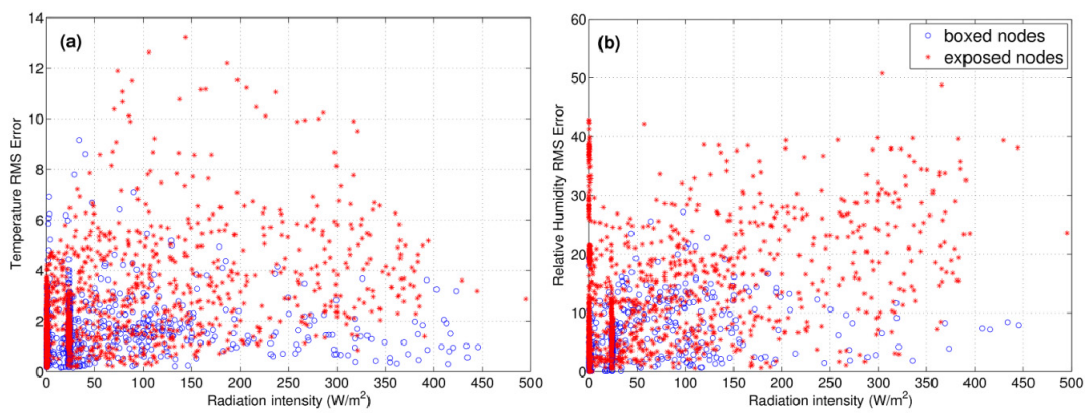 (a)
14
12
10
8
6
4
2
0
Temperature RMS Error
0 50 100 150 200 250 300 350 400 450 500
Radiation intensity (W/m²)
(b)
boxed nodes
exposed nodes
60
50
40
30
20
10
0
Relative Humidity RMS Error
0 50 100 150 200 250 300 350 400 450 500
Radiation intensity (W/m²)